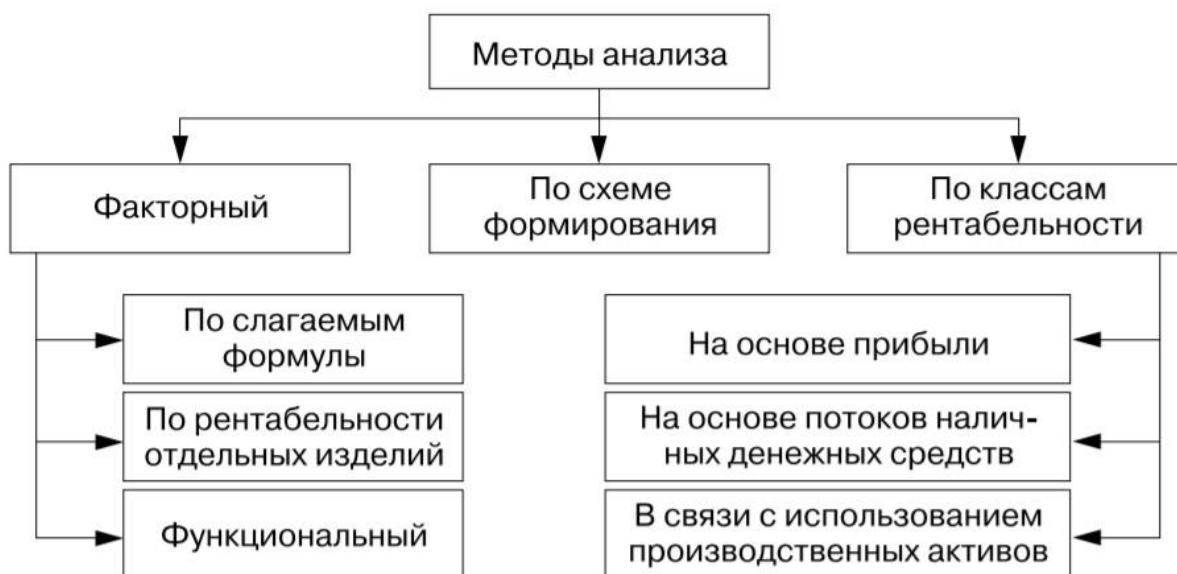 Методы анализа
Факторный
По схеме
формирования
По классам
рентабельности
По слагаемым
формулы
По рентабельности
отдельных изделий
Функциональный
На основе прибыли
На основе потоков налич-
ных денежных средств
В связи с использованием
производственных активов